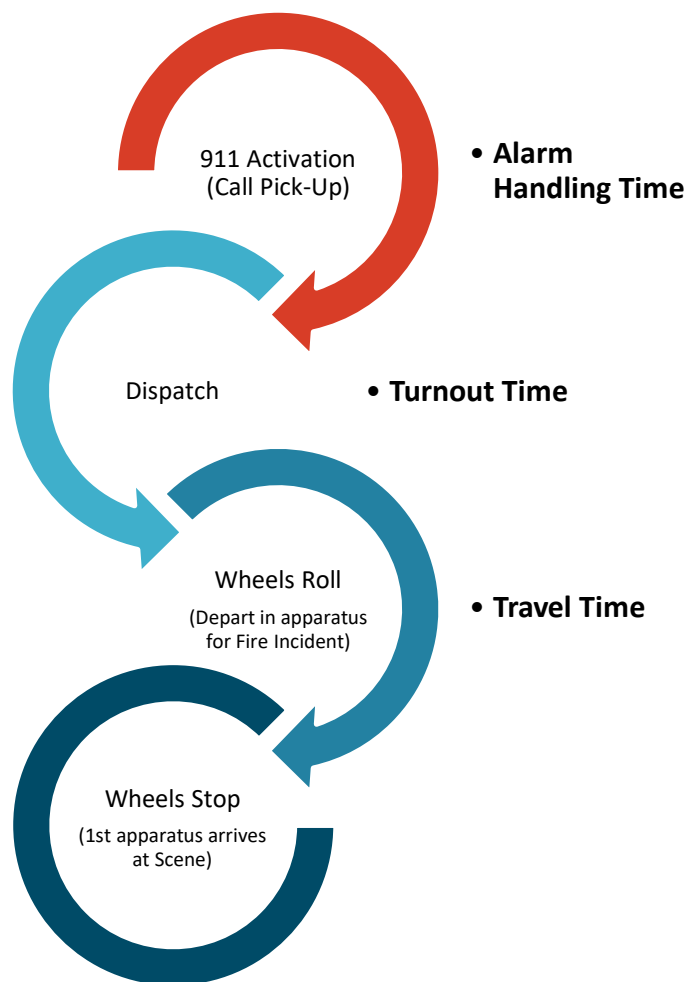 911 Activation
(Call Pick-Up)
• Alarm
Handling Time
Dispatch
• Turnout Time
Wheels Roll
(Depart in apparatus
for Fire Incident)
• Travel Time
Wheels Stop
(1st apparatus arrives
at Scene)